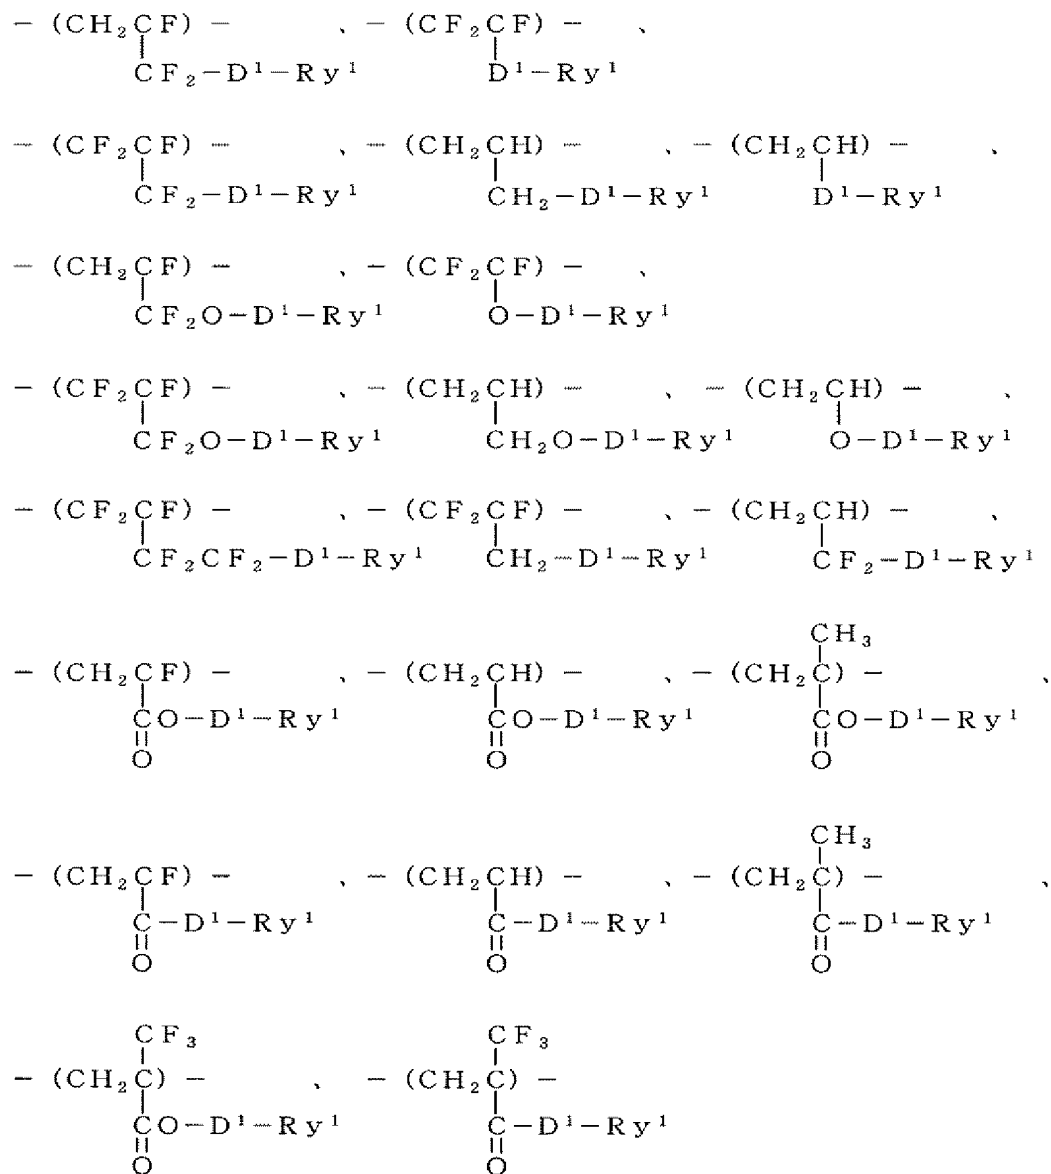 －(CH₂CF)－ 、－(CF₂CF)－ 、
CF₂－D¹－Ry¹ D¹－Ry¹
－(CF₂CF)－ 、－(CH₂CH)－ 、－(CH₂CH)－ 、
CF₂－D¹－Ry¹ CH₂－D¹－Ry¹ D¹－Ry¹
－(CH₂CF)－ 、－(CF₂CF)－ 、
CF₂O－D¹－Ry¹ O－D¹－Ry¹
－(CF₂CF)－ 、－(CH₂CH)－ 、－(CH₂CH)－ 、
CF₂O－D¹－Ry¹ CH₂O－D¹－Ry¹ O－D¹－Ry¹
－(CF₂CF)－ 、－(CF₂CF)－ 、－(CH₂CH)－ 、
CF₂CF₂－D¹－Ry¹ CH₂－D¹－Ry¹ CF₂－D¹－Ry¹
CH₃
－(CH₂CF)－ 、－(CH₂CH)－ 、－(CH₂C)－ 、
CO－D¹－Ry¹ CO－D¹－Ry¹ CO－D¹－Ry¹
O O O
CH₃
－(CH₂CF)－ 、－(CH₂CH)－ 、－(CH₂C)－ 、
C－D¹－Ry¹ C－D¹－Ry¹ C－D¹－Ry¹
O O O
CF₃ CF₃
－(CH₂C)－ 、－(CH₂C)－
CO－D¹－Ry¹ C－D¹－Ry¹
O O